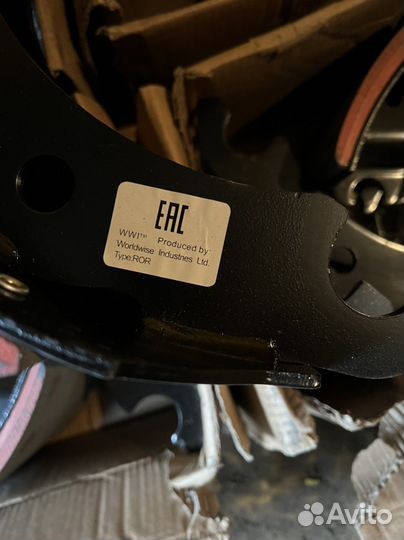 EAC
WWI™ Produced by:
Worldwise Industries Ltd.
Type:ROR
Avito